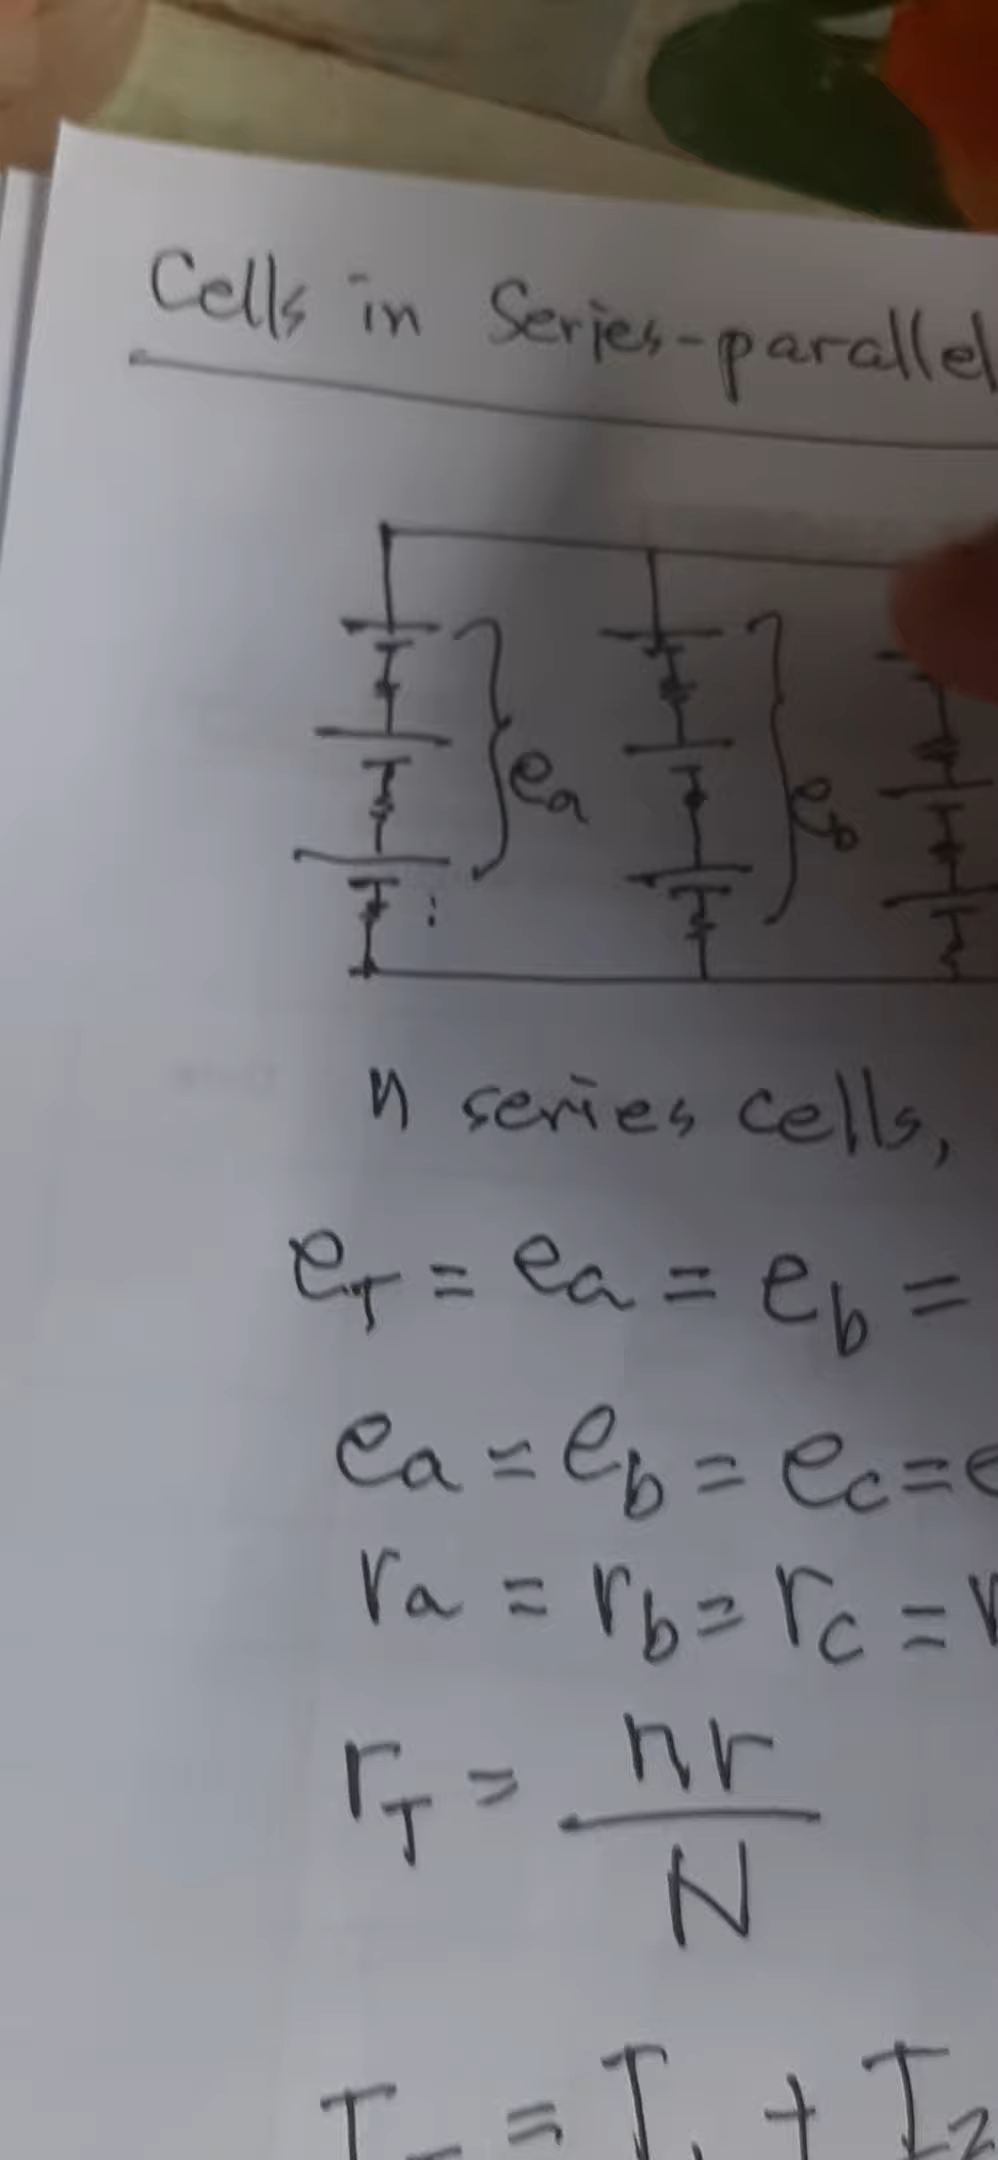 Cells in Series-parallel
ea
eb
n series cells,
eT = ea = eb =
ea = eb = ec = e
ra = rb = rc = r
rT = nr
N
IT = I1 + I2